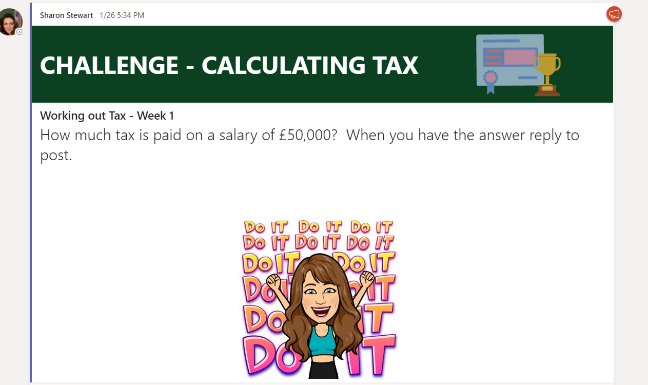 Sharon Stewart 1/26 5:34 PM
CHALLENGE - CALCULATING TAX
Working out Tax - Week 1
How much tax is paid on a salary of £50,000? When you have the answer reply to
post.
DO IT DO IT DO IT
DO IT DO IT DO IT
DO IT DO IT
DO IT
DO IT
DO IT